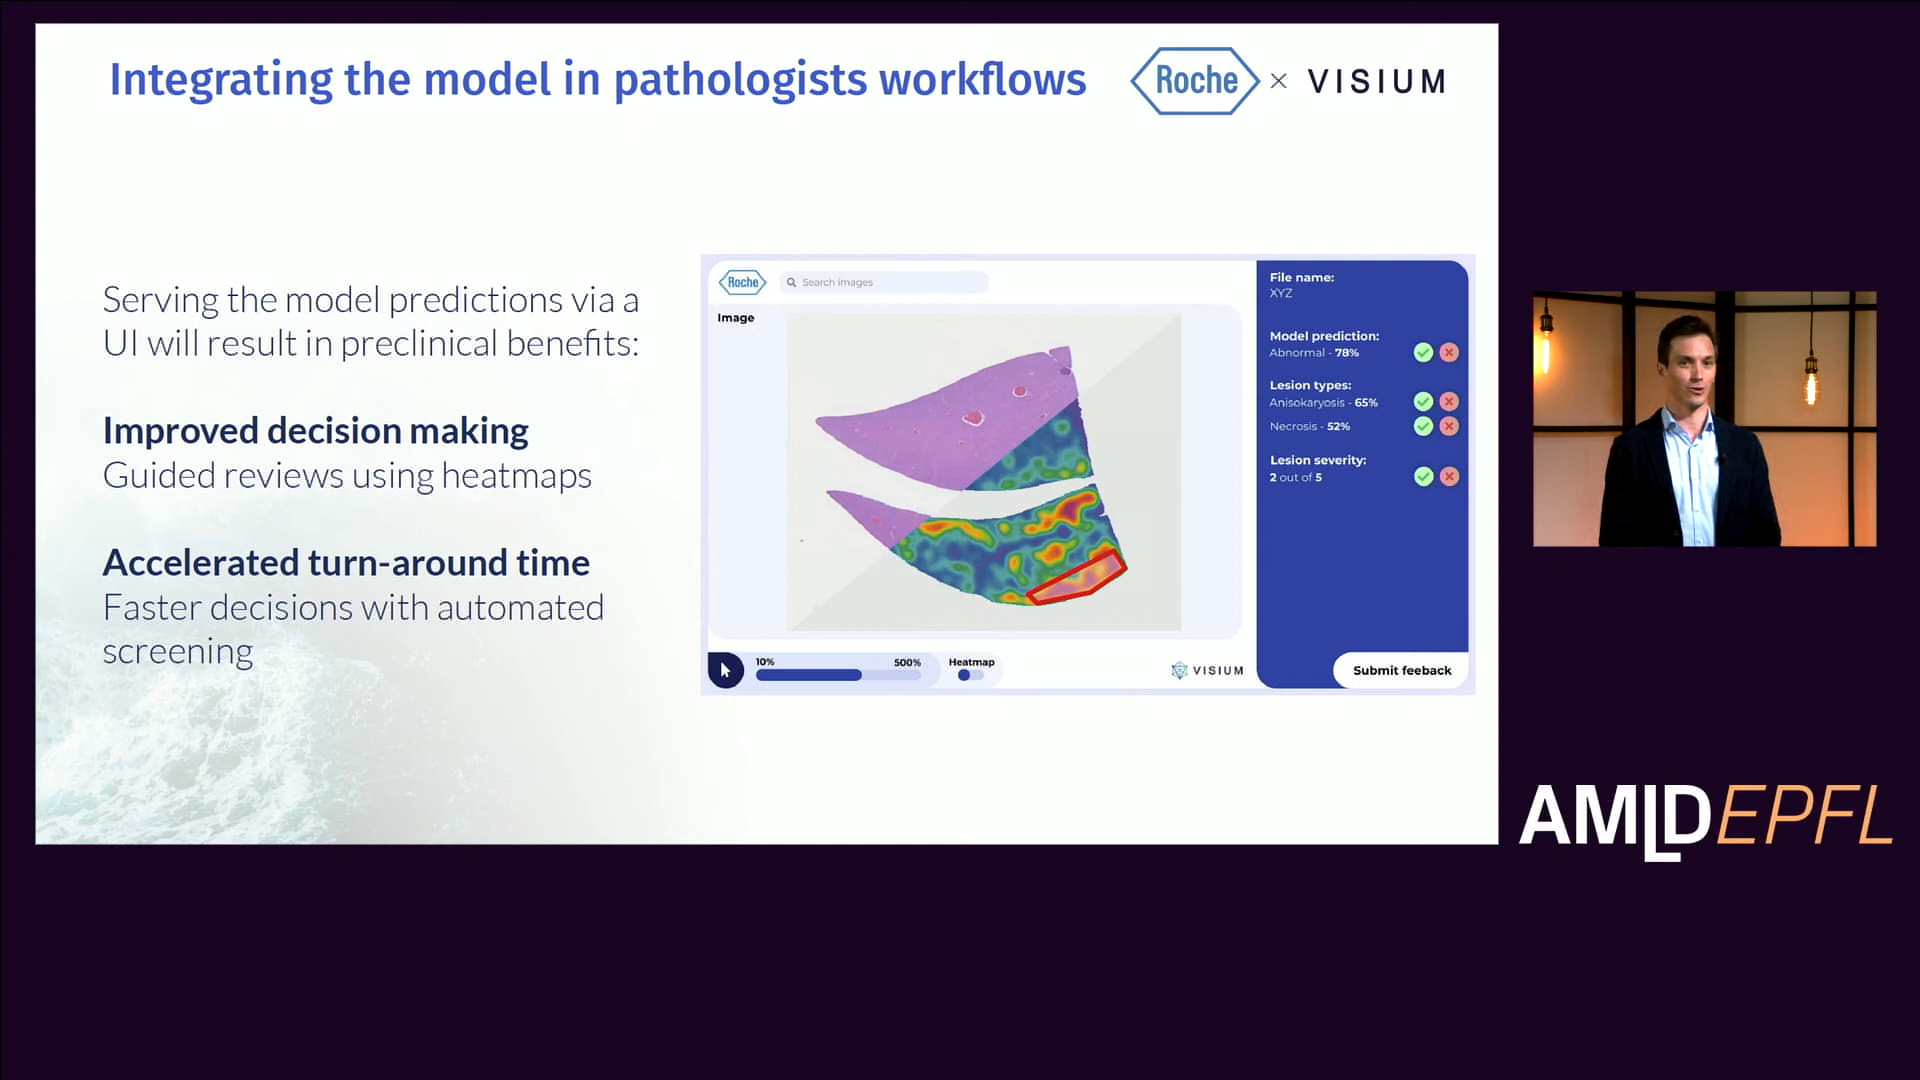 Integrating the model in pathologists workflows
Roche × VISIUM
Serving the model predictions via a
UI will result in preclinical benefits:
Improved decision making
Guided reviews using heatmaps
Accelerated turn-around time
Faster decisions with automated
screening
Roche
Search images
Image
10%
500%
Heatmap
VISIUM
File name:
XYZ
Model prediction:
Abnormal - 78%
Lesion types:
Anisokaryosis - 65%
Necrosis - 52%
Lesion severity:
2 out of 5
Submit feeback
AMLDEPFL